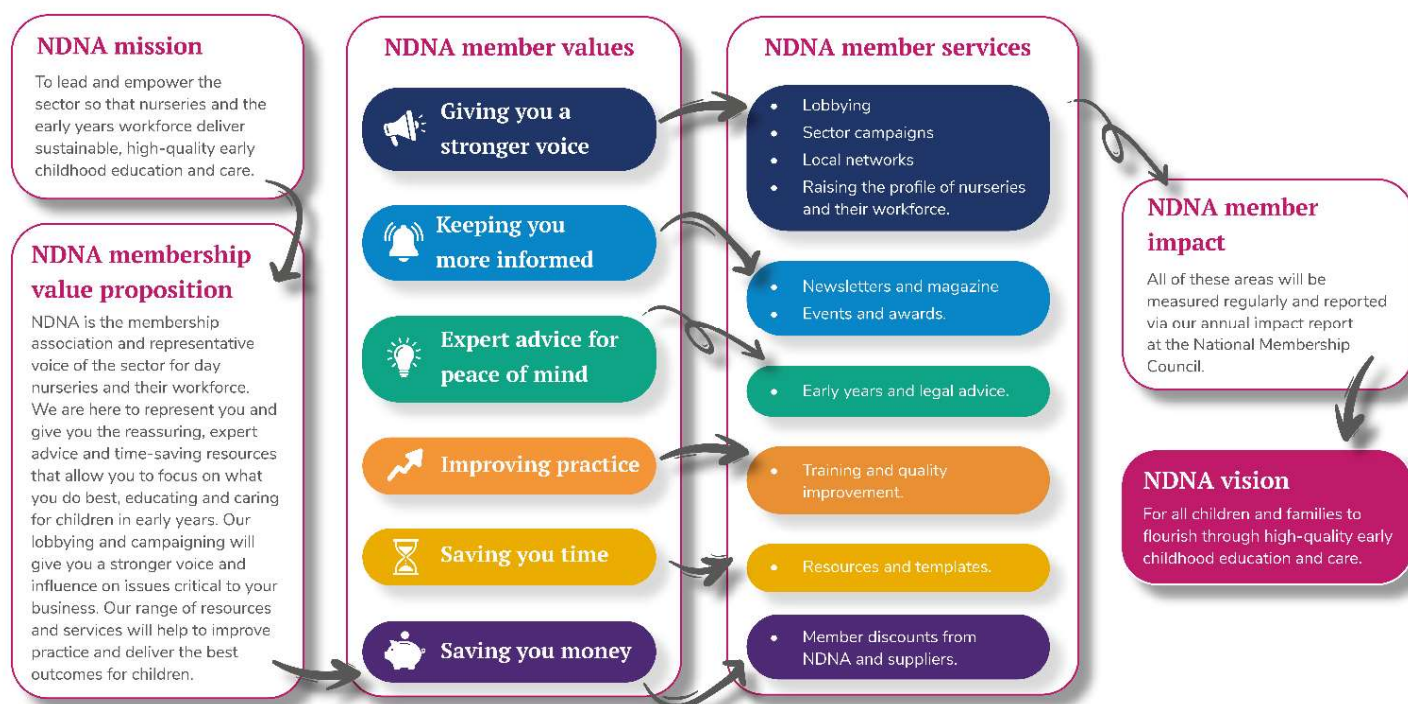 NDNA mission
To lead and empower the
sector so that nurseries and the
early years workforce deliver
sustainable, high-quality early
childhood education and care.
NDNA membership
value proposition
NDNA is the membership
association and representative
voice of the sector for day
nurseries and their workforce.
We are here to represent you and
give you the reassuring, expert
advice and time-saving resources
that allow you to focus on what
you do best, educating and caring
for children in early years. Our
lobbying and campaigning will
give you a stronger voice and
influence on issues critical to your
business. Our range of resources
and services will help to improve
practice and deliver the best
outcomes for children.
NDNA member values
Giving you a
stronger voice
Keeping you
more informed
Expert advice for
peace of mind
Improving practice
Saving you time
Saving you money
NDNA member services
• Lobbying
• Sector campaigns
• Local networks
• Raising the profile of nurseries
and their workforce.
• Newsletters and magazine
• Events and awards.
• Early years and legal advice.
• Training and quality
improvement.
• Resources and templates.
• Member discounts from
NDNA and suppliers.
NDNA member
impact
All of these areas will be
measured regularly and reported
via our annual impact report
at the National Membership
Council.
NDNA vision
For all children and families to
flourish through high-quality early
childhood education and care.